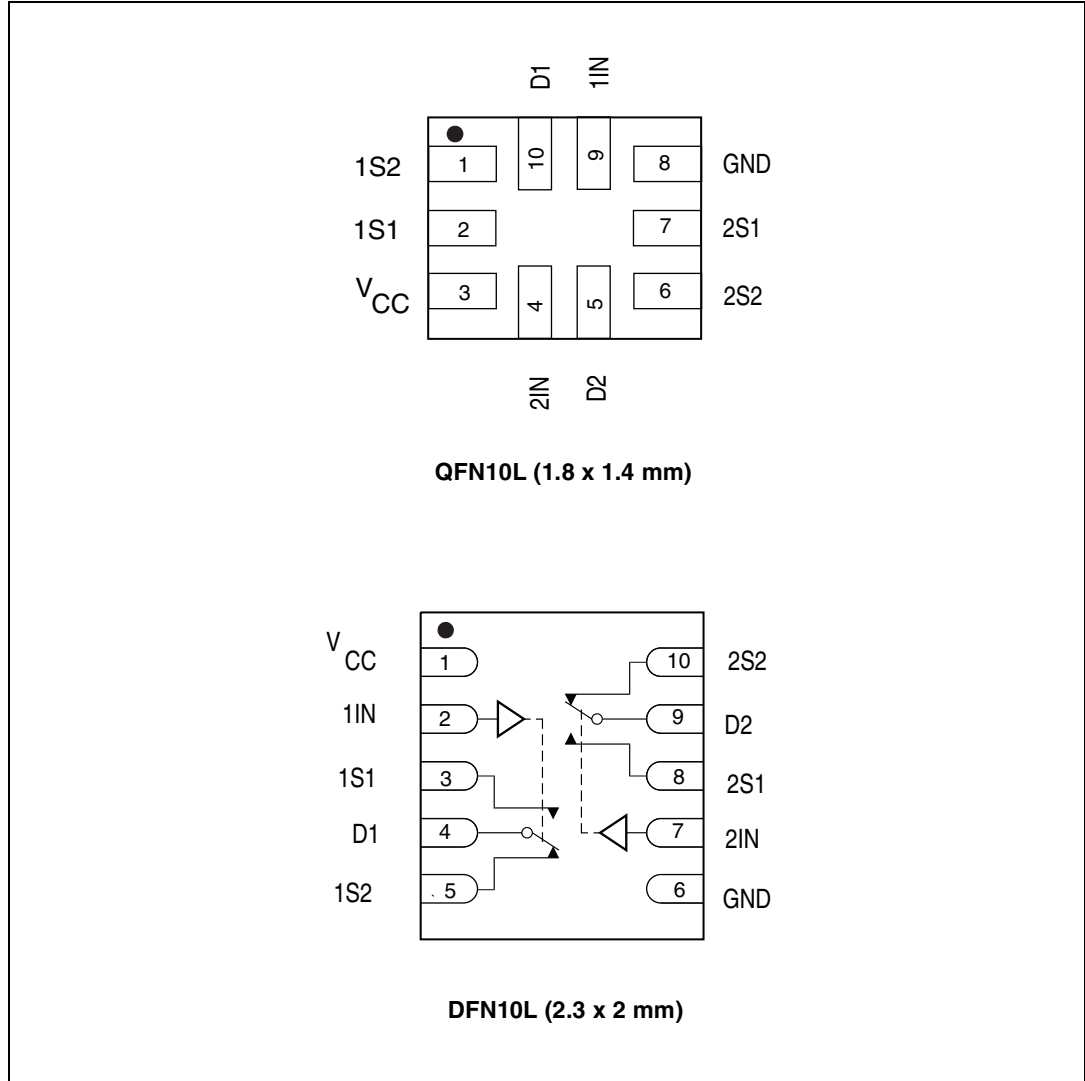 D1 1IN
1S2 1 10 9 8 GND
1S1 2 7 2S1
VCC 3 4 5 6 2S2
2IN D2
QFN10L (1.8 x 1.4 mm)
VCC 1 10 2S2
1IN 2 9 D2
1S1 3 8 2S1
D1 4 7 2IN
1S2 5 6 GND
DFN10L (2.3 x 2 mm)